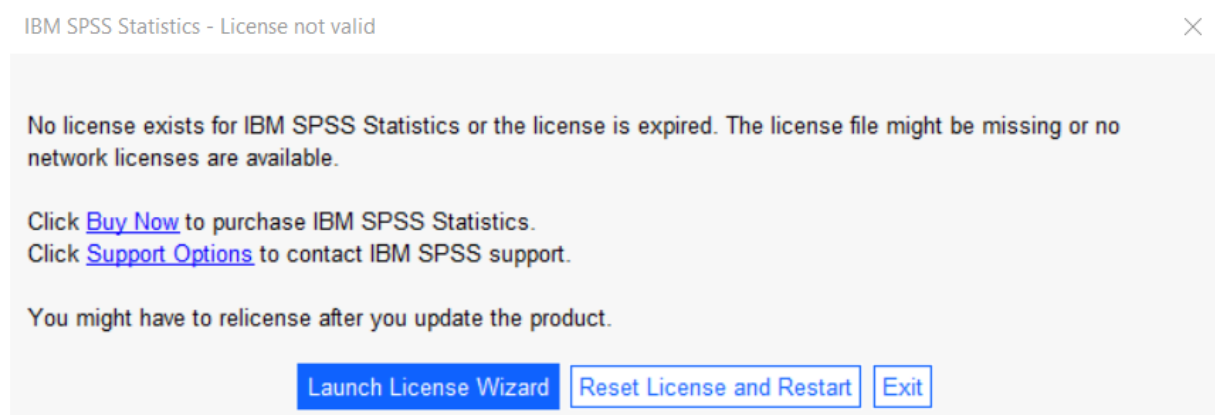 IBM SPSS Statistics - License not valid
No license exists for IBM SPSS Statistics or the license is expired. The license file might be missing or no
network licenses are available.
Click Buy Now to purchase IBM SPSS Statistics.
Click Support Options to contact IBM SPSS support.
You might have to relicense after you update the product.
Launch License Wizard Reset License and Restart Exit